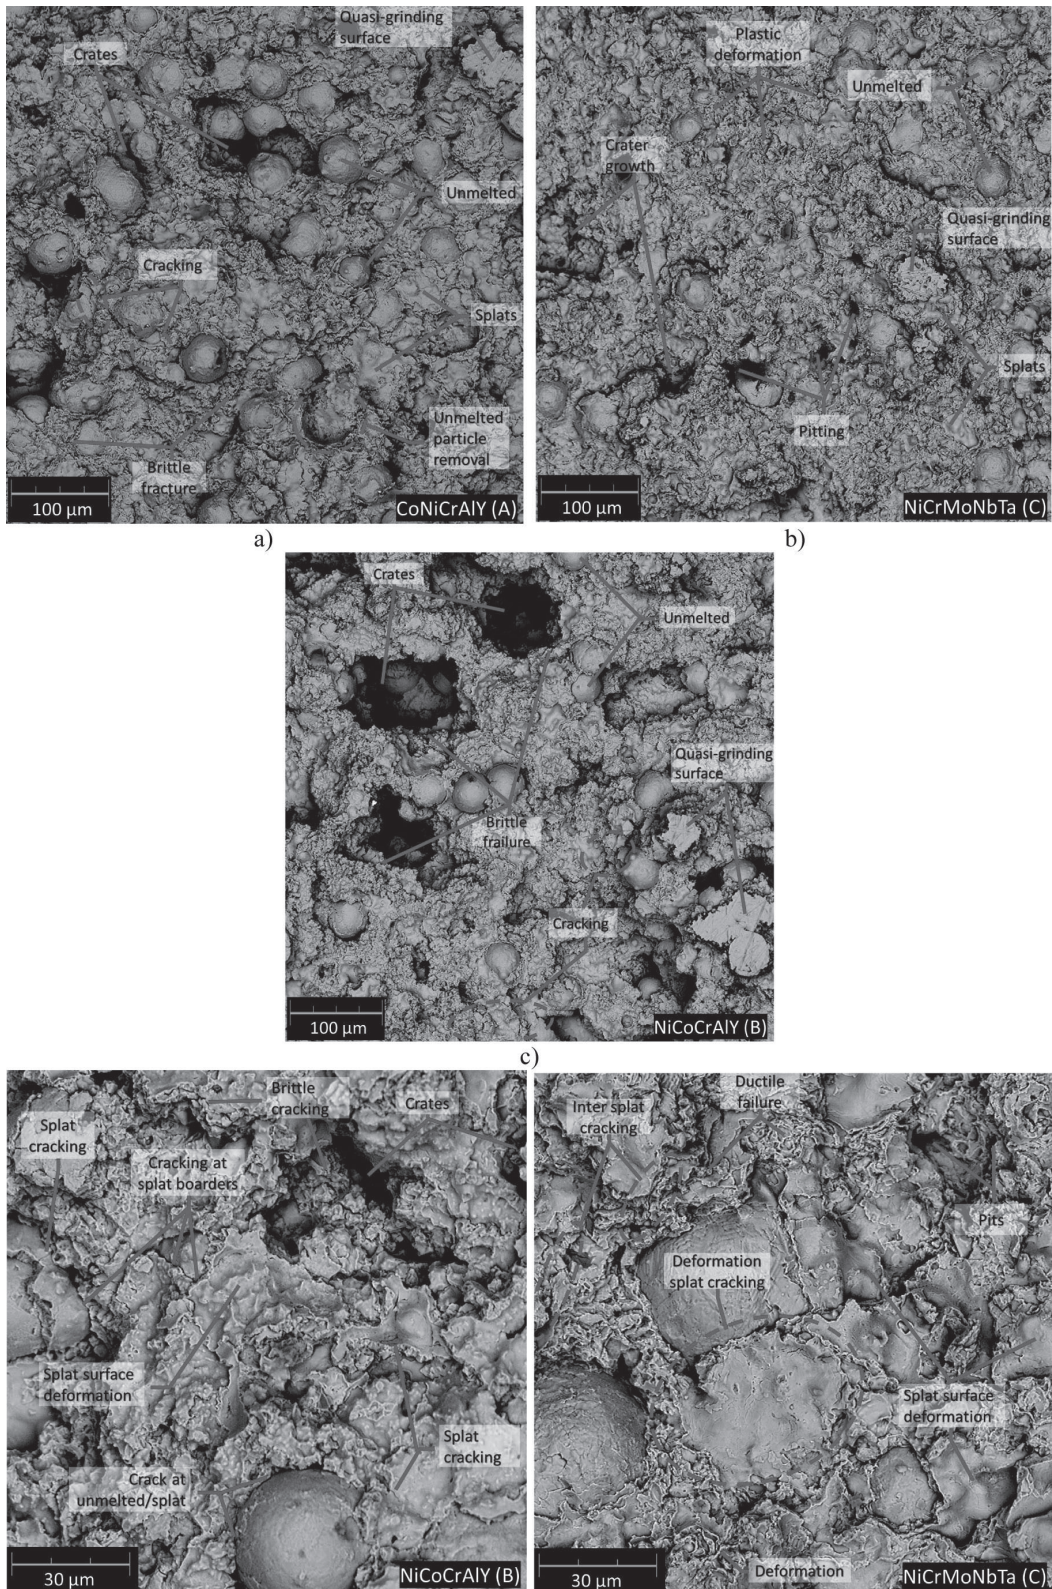 Quasi-grinding
surface
Crates
Unmelted
Cracking
Splats
Unmelted
particle
removal
Brittle
fracture
100 µm
CoNiCrAlY (A)
Plastic
deformation
Unmelted
Crater
growth
Quasi-grinding
surface
Splats
Pitting
100 µm
NiCrMoNbTa (C)
a)
b)
Crates
Unmelted
Quasi-grinding
surface
Brittle
frailure
Cracking
100 µm
NiCoCrAlY (B)
c)
Brittle
cracking
Crates
Splat
cracking
Cracking at
splat boarders
Splat surface
deformation
Splat
cracking
Crack at
unmelted/splat
30 µm
NiCoCrAlY (B)
Ductile
failure
Inter splat
cracking
Pits
Deformation
splat cracking
Splat surface
deformation
Deformation
30 µm
NiCrMoNbTa (C)